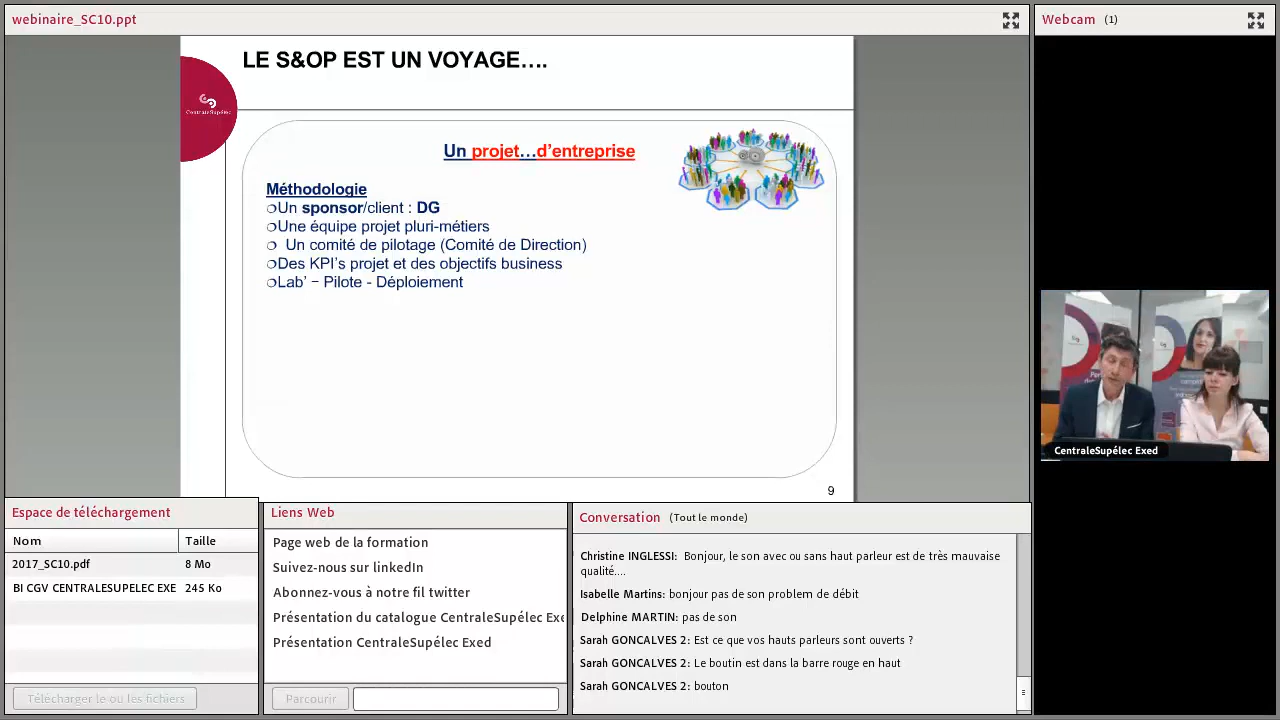 webinaire_SC10.ppt
Webcam (1)
LE S&OP EST UN VOYAGE….
CentraleSupélec
Un projet…d'entreprise
Méthodologie
❍Un sponsor/client : DG
❍Une équipe projet pluri-métiers
❍ Un comité de pilotage (Comité de Direction)
❍Des KPI's projet et des objectifs business
❍Lab' – Pilote - Déploiement
9
CentraleSupélec Exed
Espace de téléchargement
Nom Taille
2017_SC10.pdf 8 Mo
BI CGV CENTRALESUPELEC EXE 245 Ko
Télécharger le ou les fichiers
Liens Web
Page web de la formation
Suivez-nous sur linkedIn
Abonnez-vous à notre fil twitter
Présentation du catalogue CentraleSupélec Exe
Présentation CentraleSupélec Exed
Parcourir
Conversation (Tout le monde)
Christine INGLESSI: Bonjour, le son avec ou sans haut parleur est de très mauvaise
qualité....
Isabelle Martins: bonjour pas de son problem de débit
Delphine MARTIN: pas de son
Sarah GONCALVES 2: Est ce que vos hauts parleurs sont ouverts ?
Sarah GONCALVES 2: Le boutin est dans la barre rouge en haut
Sarah GONCALVES 2: bouton